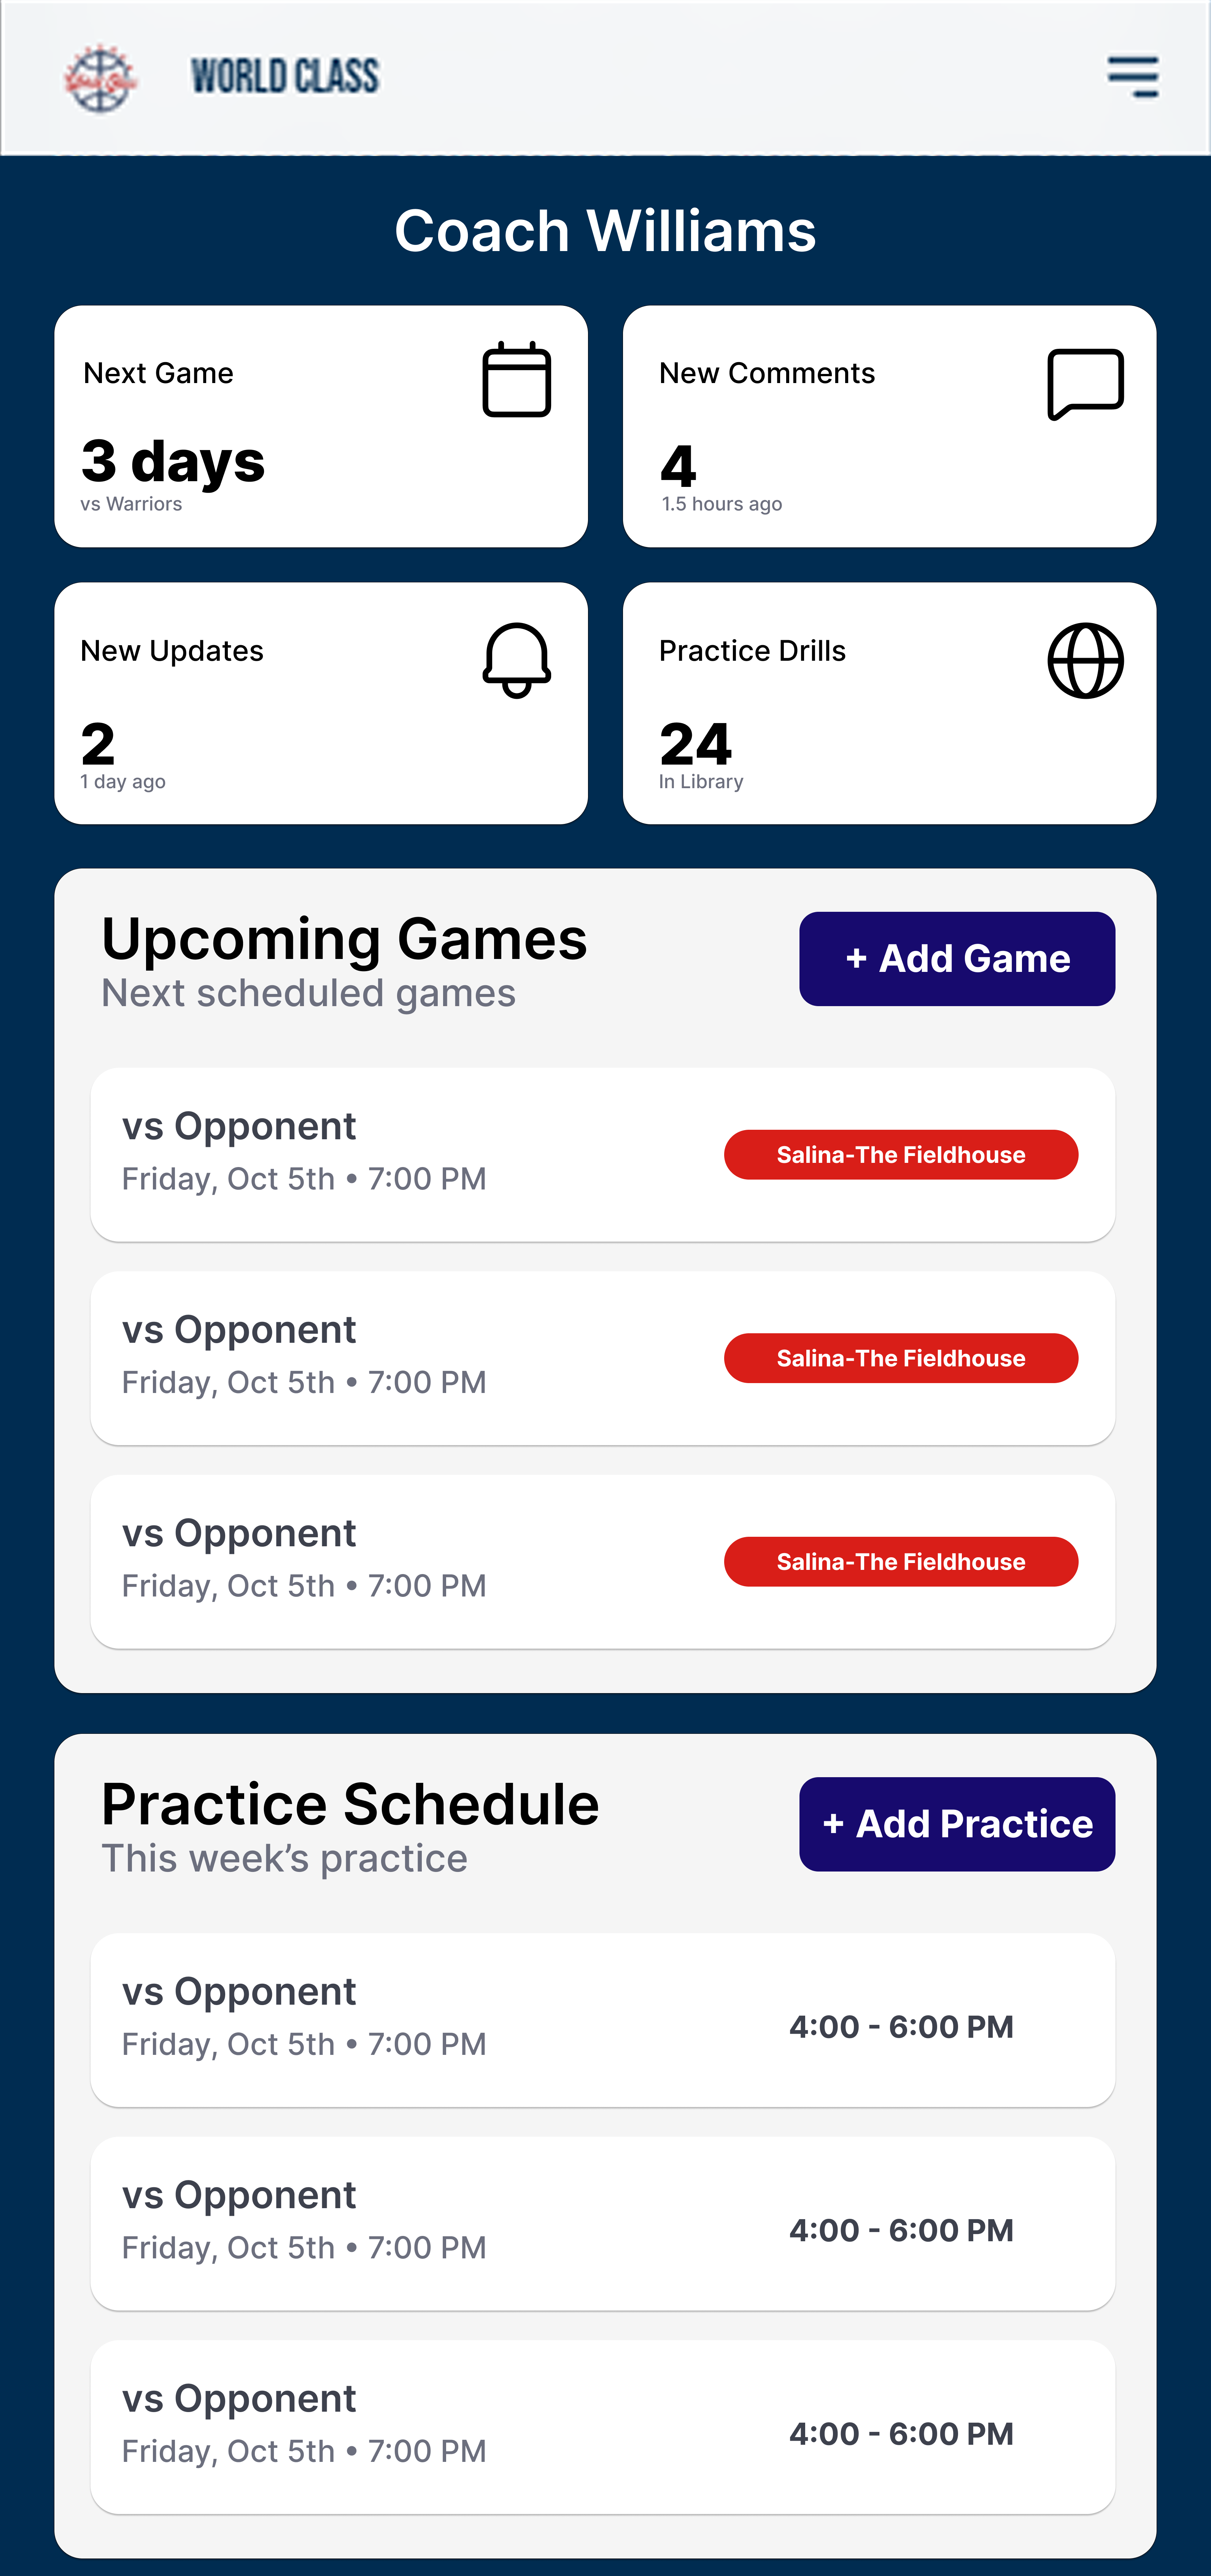 WORLD CLASS
Coach Williams
Next Game
3 days
vs Warriors
New Comments
4
1.5 hours ago
New Updates
2
1 day ago
Practice Drills
24
In Library
Upcoming Games
Next scheduled games
+ Add Game
vs Opponent
Friday, Oct 5th • 7:00 PM
Salina-The Fieldhouse
vs Opponent
Friday, Oct 5th • 7:00 PM
Salina-The Fieldhouse
vs Opponent
Friday, Oct 5th • 7:00 PM
Salina-The Fieldhouse
Practice Schedule
This week’s practice
+ Add Practice
vs Opponent
Friday, Oct 5th • 7:00 PM
4:00 - 6:00 PM
vs Opponent
Friday, Oct 5th • 7:00 PM
4:00 - 6:00 PM
vs Opponent
Friday, Oct 5th • 7:00 PM
4:00 - 6:00 PM